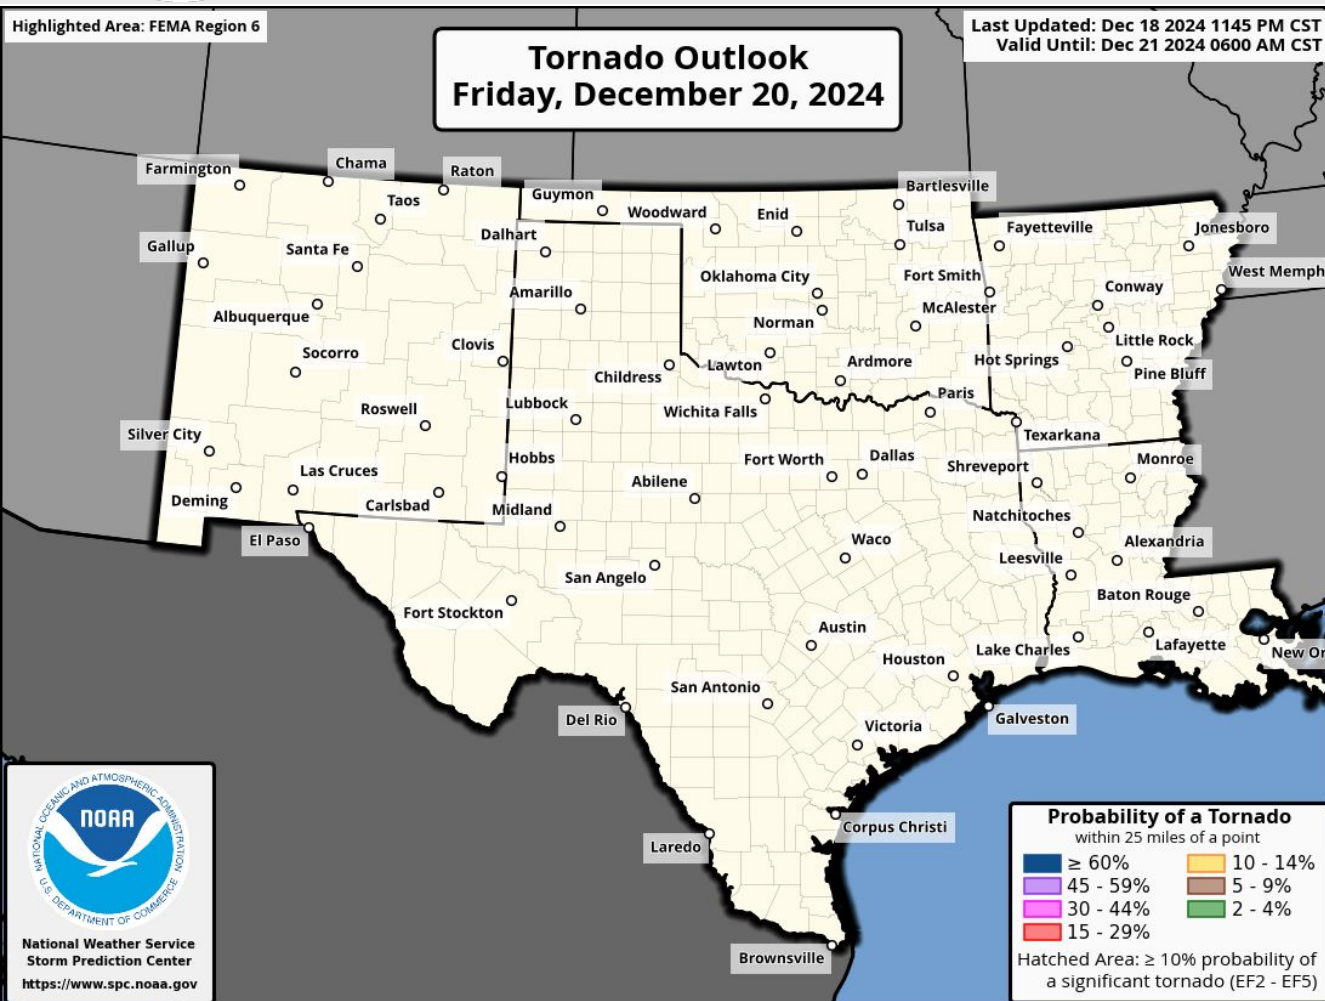 Highlighted Area: FEMA Region 6
Last Updated: Dec 18 2024 1145 PM CST
Valid Until: Dec 21 2024 0600 AM CST
Tornado Outlook
Friday, December 20, 2024
Farmington
Chama
Raton
Taos
Guymon
Woodward
Enid
Bartlesville
Tulsa
Fayetteville
Jonesboro
Gallup
Santa Fe
Dalhart
Oklahoma City
Fort Smith
West Memph
Albuquerque
Amarillo
Conway
Norman
McAlester
Little Rock
Socorro
Clovis
Childress
Lawton
Ardmore
Hot Springs
Pine Bluff
Roswell
Lubbock
Wichita Falls
Paris
Silver City
Texarkana
Las Cruces
Hobbs
Abilene
Fort Worth
Dallas
Shreveport
Monroe
Deming
Carlsbad
Midland
Natchitoches
El Paso
San Angelo
Waco
Leesville
Alexandria
Fort Stockton
Baton Rouge
Austin
Houston
Lake Charles
Lafayette
New Or
San Antonio
Del Rio
Victoria
Galveston
Laredo
Corpus Christi
Brownsville
NATIONAL OCEANIC AND ATMOSPHERIC ADMINISTRATION
NOAA
U.S. DEPARTMENT OF COMMERCE
National Weather Service
Storm Prediction Center
https://www.spc.noaa.gov
Probability of a Tornado
within 25 miles of a point
≥ 60%
10 - 14%
45 - 59%
5 - 9%
30 - 44%
2 - 4%
15 - 29%
Hatched Area: ≥ 10% probability of
a significant tornado (EF2 - EF5)